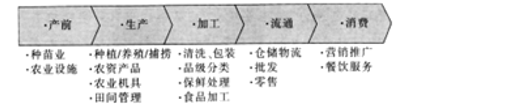 ·产前
·生产
·加工
·流通
·消费
·种苗业
·农业设施
·种植/养殖/捕捞
·农资产品
·农业机具
·田间管理
·清洗、包装
·品级分类
·保鲜处理
·食品加工
·仓储物流
·批发
·零售
·营销推广
·餐饮服务